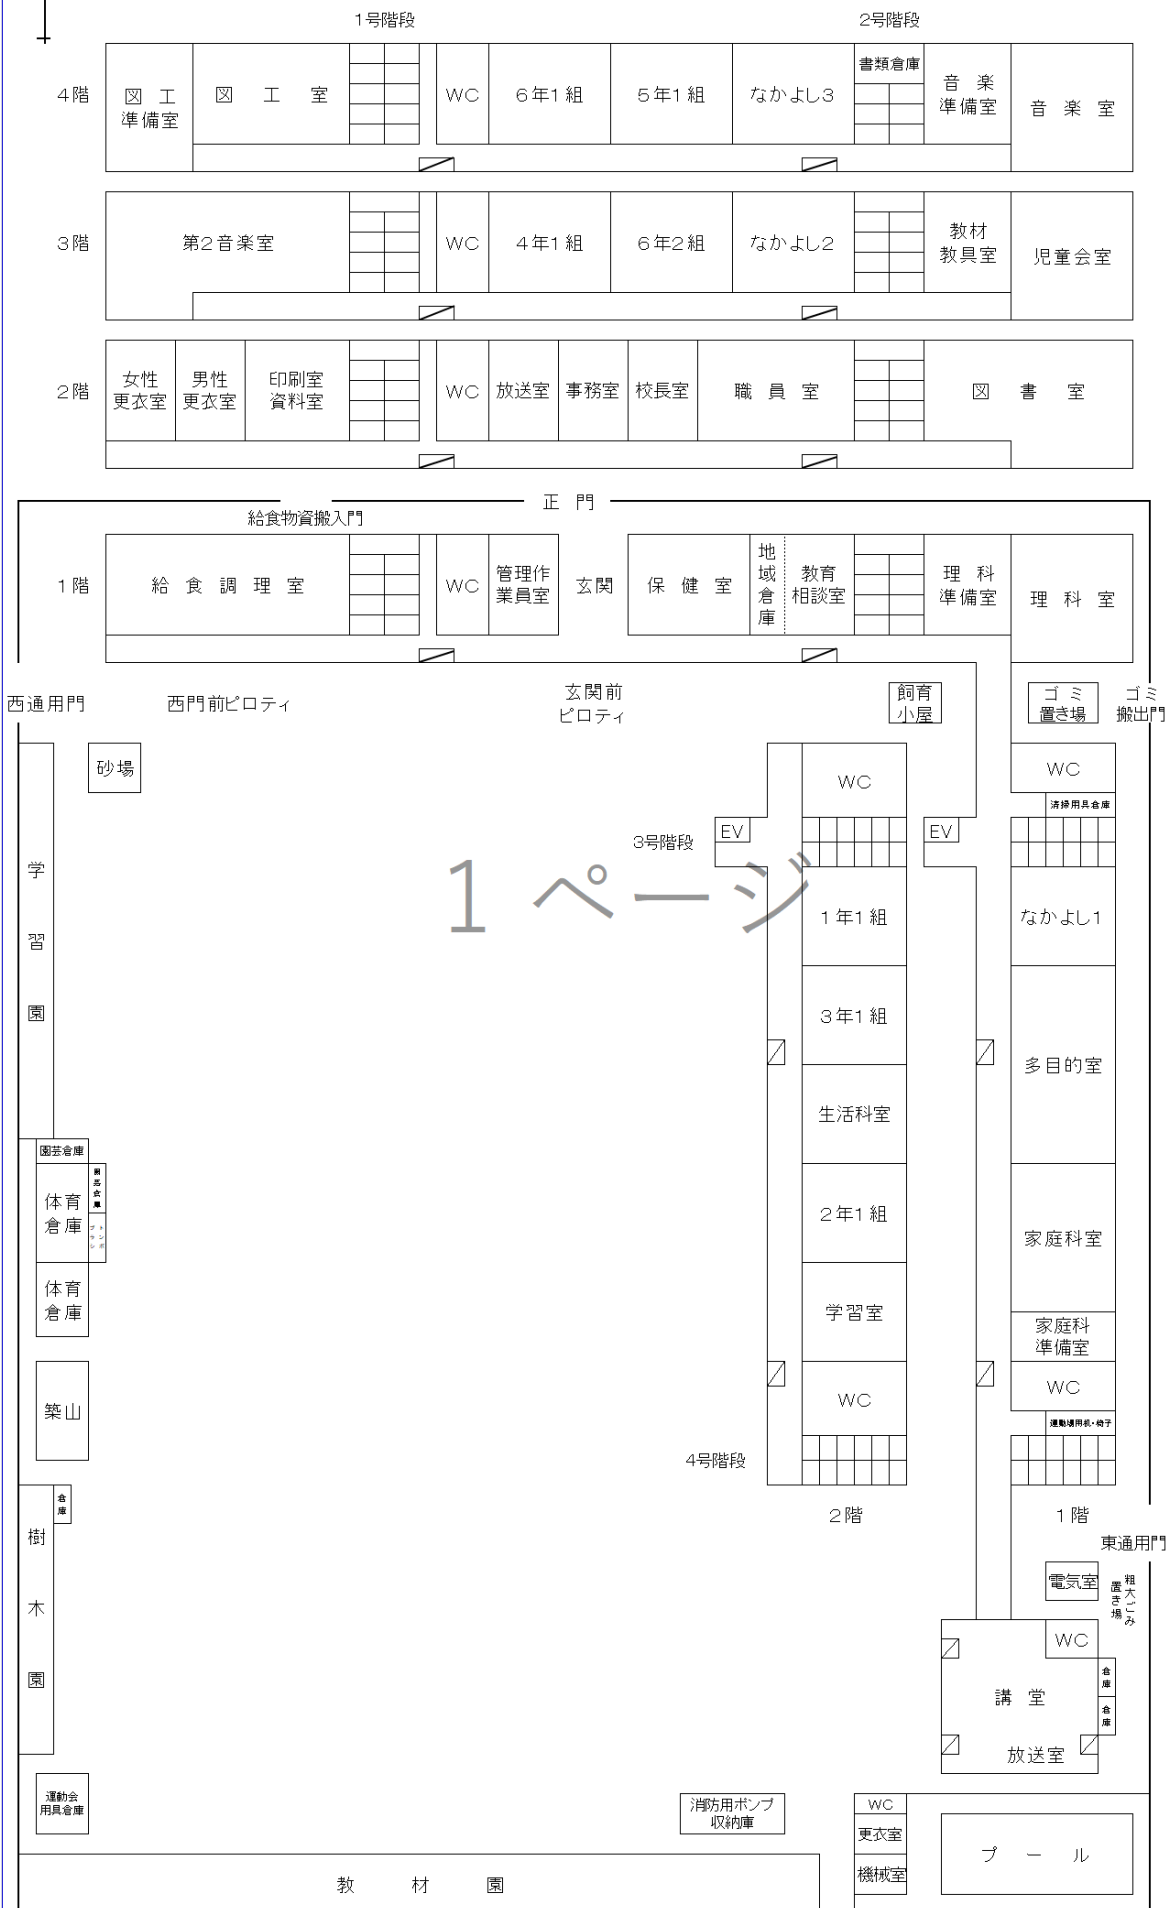 1号階段
2号階段
4階
図工
準備室
図工室
WC
6年1組
5年1組
なかよし3
書類倉庫
音楽
準備室
音楽室
3階
第2音楽室
WC
4年1組
6年2組
なかよし2
教材
教具室
児童会室
2階
女性
更衣室
男性
更衣室
印刷室
資料室
WC
放送室
事務室
校長室
職員室
図書室
正門
給食物資搬入門
1階
給食調理室
WC
管理作
業員室
玄関
保健室
地域倉庫
教育
相談室
理科
準備室
理科室
西通用門
西門前ピロティ
玄関前
ピロティ
飼育
小屋
ゴミ
置き場
ゴミ
搬出門
砂場
WC
WC
清掃用具倉庫
3号階段
EV
EV
1 ページ
学習園
1年1組
なかよし1
3年1組
多目的室
生活科室
園芸倉庫
園芸倉庫
体育
倉庫
トンボ
ブラシ
2年1組
家庭科室
体育
倉庫
学習室
家庭科
準備室
築山
WC
WC
運動場用机・椅子
4号階段
倉庫
2階
1階
樹木園
東通用門
電気室
粗大ごみ
置き場
WC
講堂
倉庫
倉庫
放送室
運動会
用具倉庫
消防用ポンプ
収納庫
WC
更衣室
機械室
プール
教材園